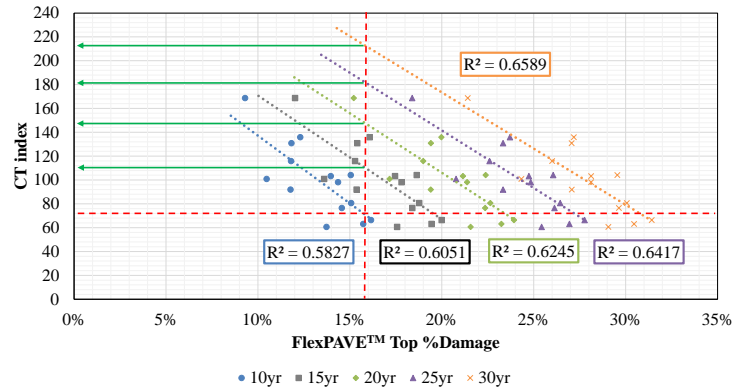 240
220
200
180
160
140
120
100
80
60
40
20
0
CT index
R² = 0.6589
R² = 0.5827
R² = 0.6051
R² = 0.6245
R² = 0.6417
0% 5% 10% 15% 20% 25% 30% 35%
FlexPAVE™ Top %Damage
10yr 15yr 20yr 25yr 30yr